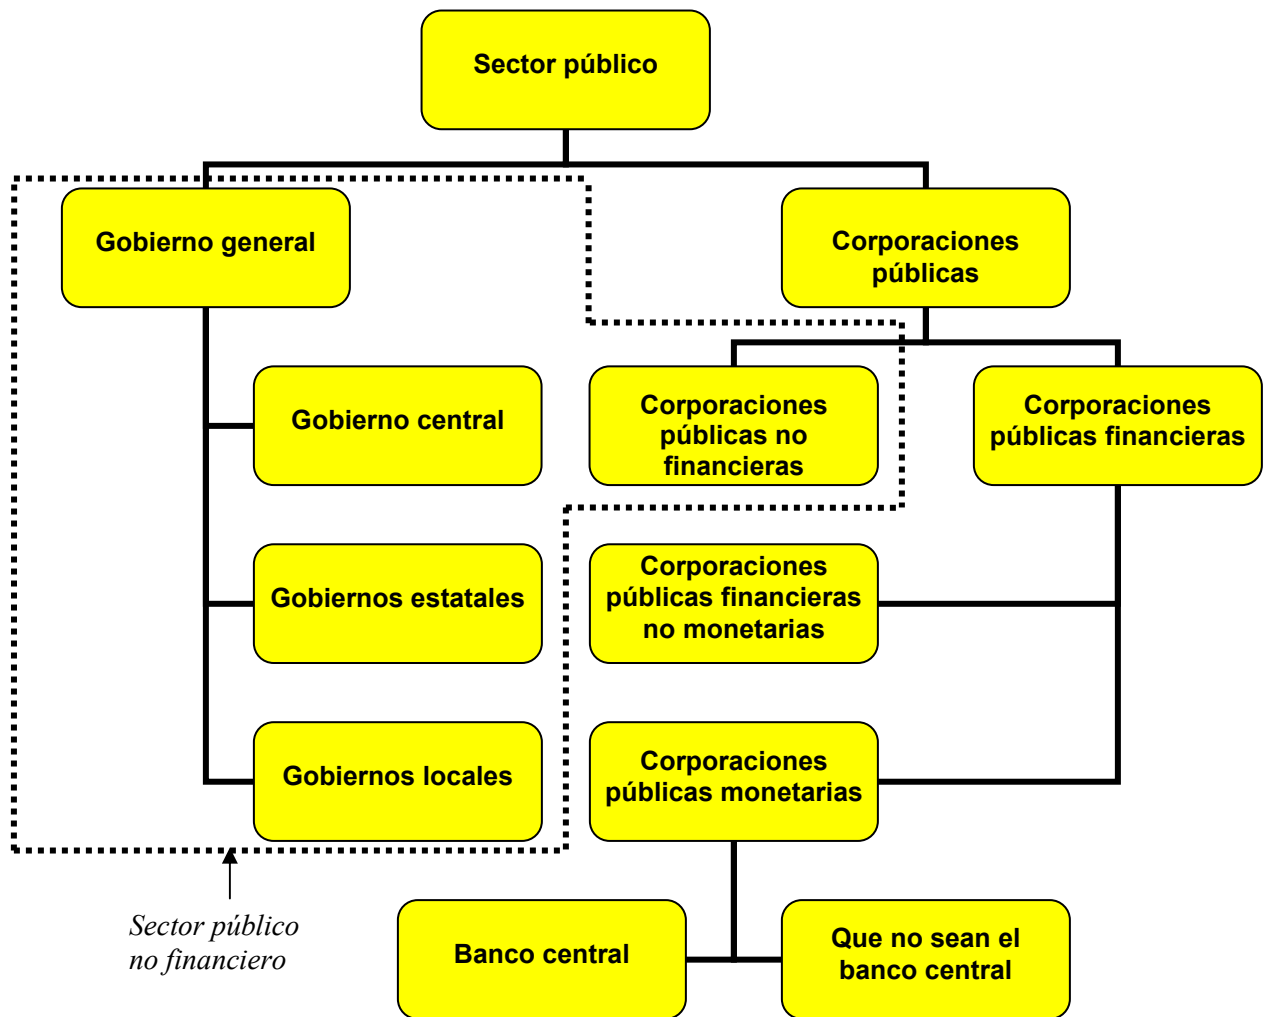 Sector público
Gobierno general
Corporaciones
públicas
Gobierno central
Corporaciones
públicas no
financieras
Corporaciones
públicas financieras
Gobiernos estatales
Corporaciones
públicas financieras
no monetarias
Gobiernos locales
Corporaciones
públicas monetarias
Sector público
no financiero
Banco central
Que no sean el
banco central